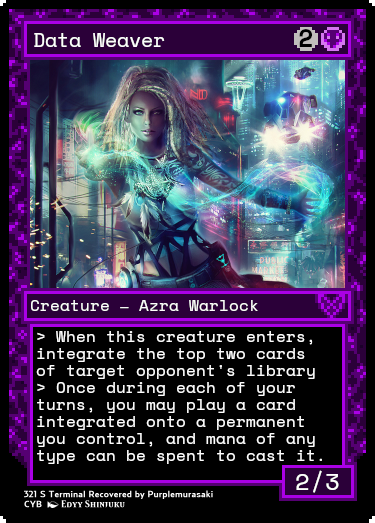 Data Weaver 2
Creature — Azra Warlock
> When this creature enters,
integrate the top two cards
of target opponent's library
> Once during each of your
turns, you may play a card
integrated onto a permanent
you control, and mana of any
type can be spent to cast it.
2/3
321 S Terminal Recovered by Purplemurasaki
CYB Edyy Shinjuku